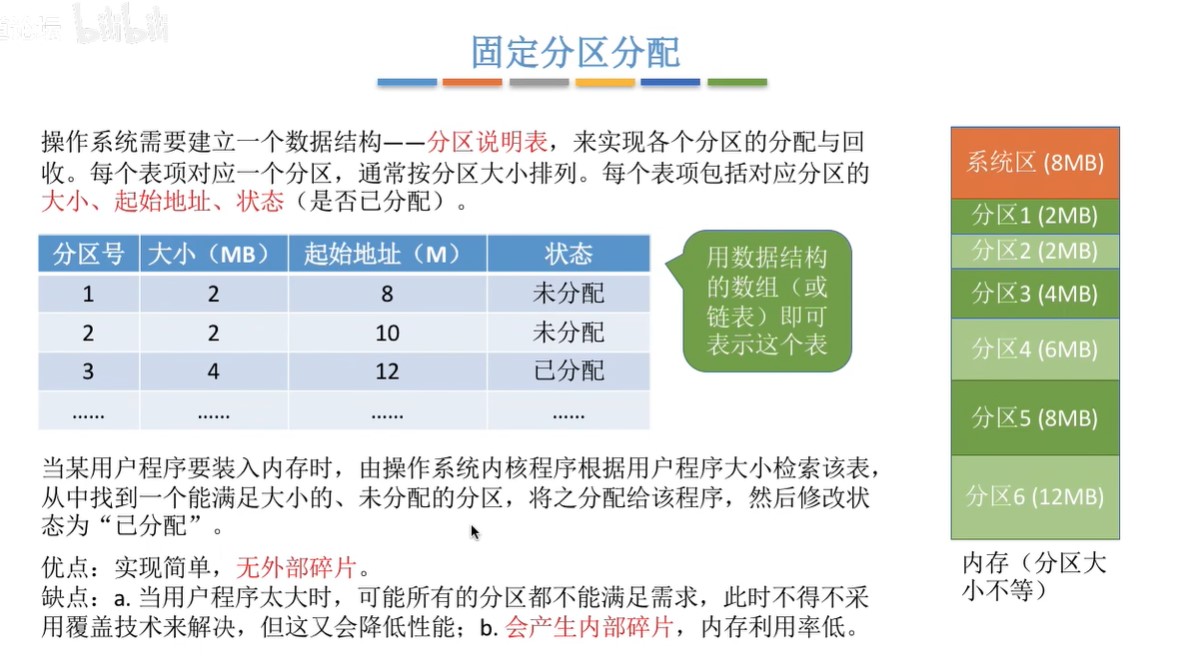 bilibili
固定分区分配
操作系统需要建立一个数据结构——分区说明表，来实现各个分区的分配与回
收。每个表项对应一个分区，通常按分区大小排列。每个表项包括对应分区的
大小、起始地址、状态（是否已分配）。
分区号 大小（MB） 起始地址（M） 状态
1 2 8 未分配
2 2 10 未分配
3 4 12 已分配
…… …… …… ……
用数据结构
的数组（或
链表）即可
表示这个表
当某用户程序要装入内存时，由操作系统内核程序根据用户程序大小检索该表，
从中找到一个能满足大小的、未分配的分区，将之分配给该程序，然后修改状
态为“已分配”。
优点：实现简单，无外部碎片。
缺点：a. 当用户程序太大时，可能所有的分区都不能满足需求，此时不得不采
用覆盖技术来解决，但这又会降低性能；b. 会产生内部碎片，内存利用率低。
系统区 (8MB)
分区1 (2MB)
分区2 (2MB)
分区3 (4MB)
分区4 (6MB)
分区5 (8MB)
分区6 (12MB)
内存（分区大
小不等）